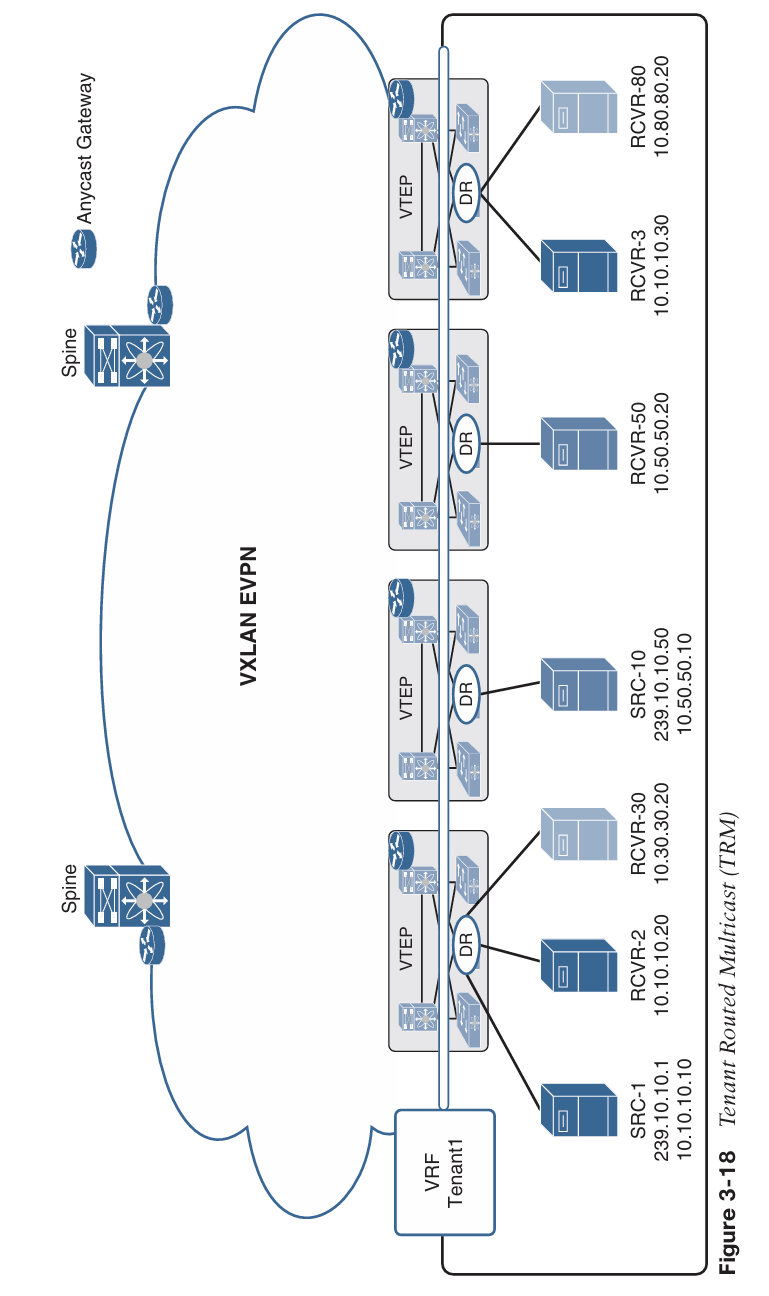 Anycast Gateway
Spine
Spine
VXLAN EVPN
VRF
Tenant1
VTEP
VTEP
VTEP
VTEP
DR
DR
DR
DR
SRC-1
239.10.10.1
10.10.10.10
RCVR-2
10.10.10.20
RCVR-30
10.30.30.20
SRC-10
239.10.10.50
10.50.50.10
RCVR-50
10.50.50.20
RCVR-3
10.10.10.30
RCVR-80
10.80.80.20
Figure 3-18 Tenant Routed Multicast (TRM)